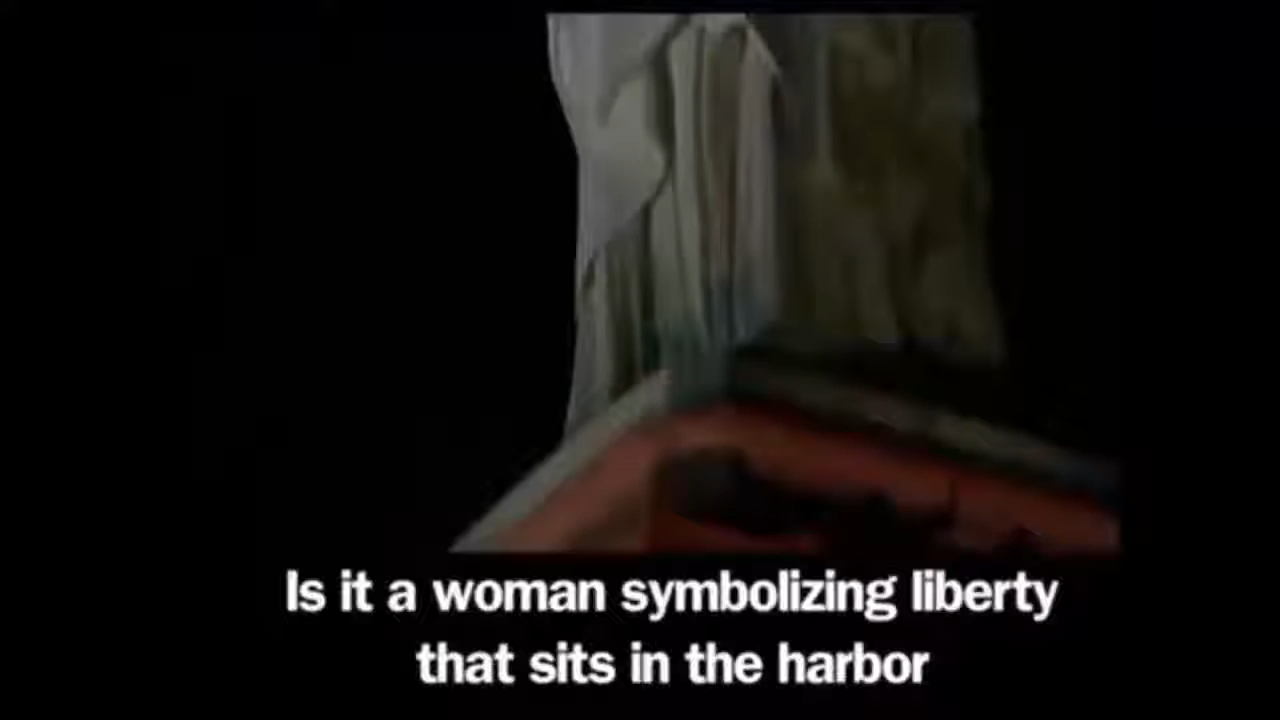 Is it a woman symbolizing liberty
that sits in the harbor